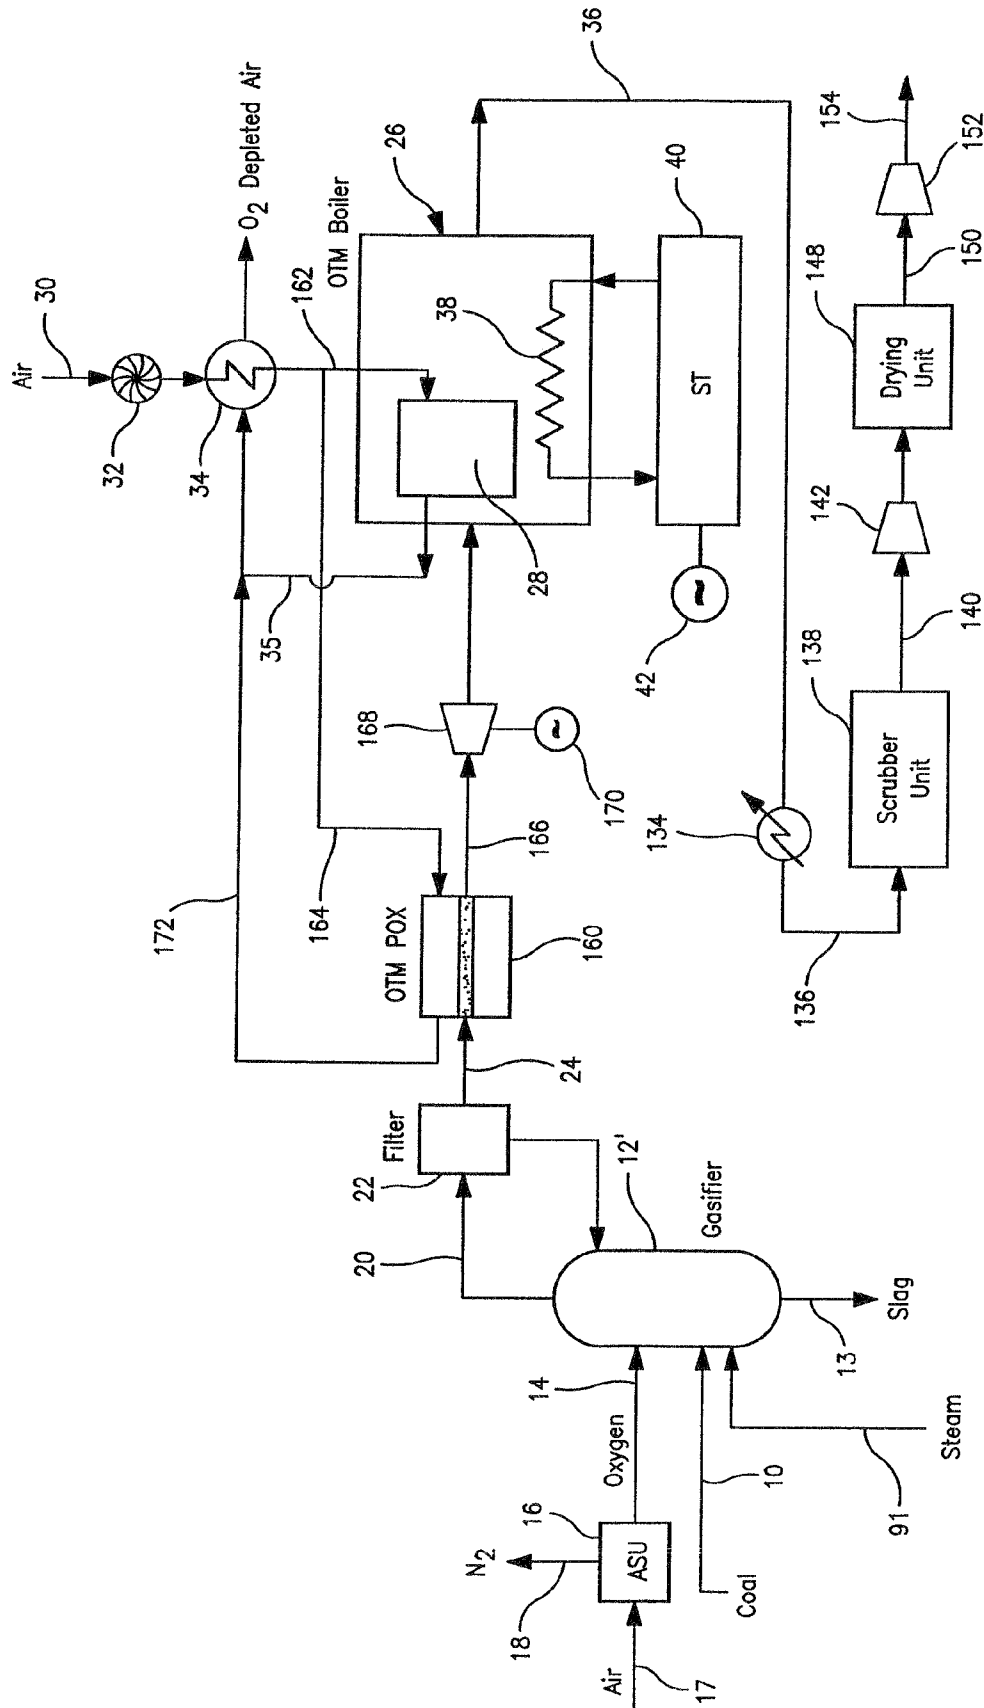 Air
30
32
172
34
O2 Depleted Air
35
162
164
OTM Boiler
22
20
168
Filter
OTM POX
26
38
N2
18
16
14
166
28
24
160
36
Air
Oxygen
170
12'
ASU
42
134
40
ST
17
Gasifier
Coal
10
136
138
142
148
154
13
Scrubber
Unit
Drying
Unit
Slag
91
Steam
140
150
152